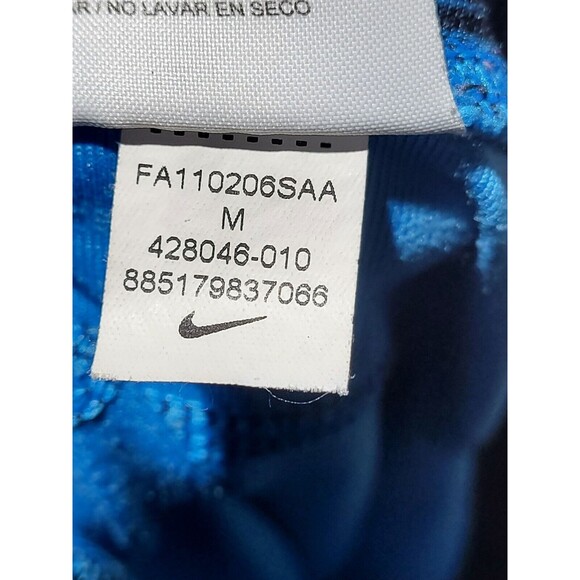 R / NO LAVAR EN SECO
FA110206SAA
M
428046-010
885179837066